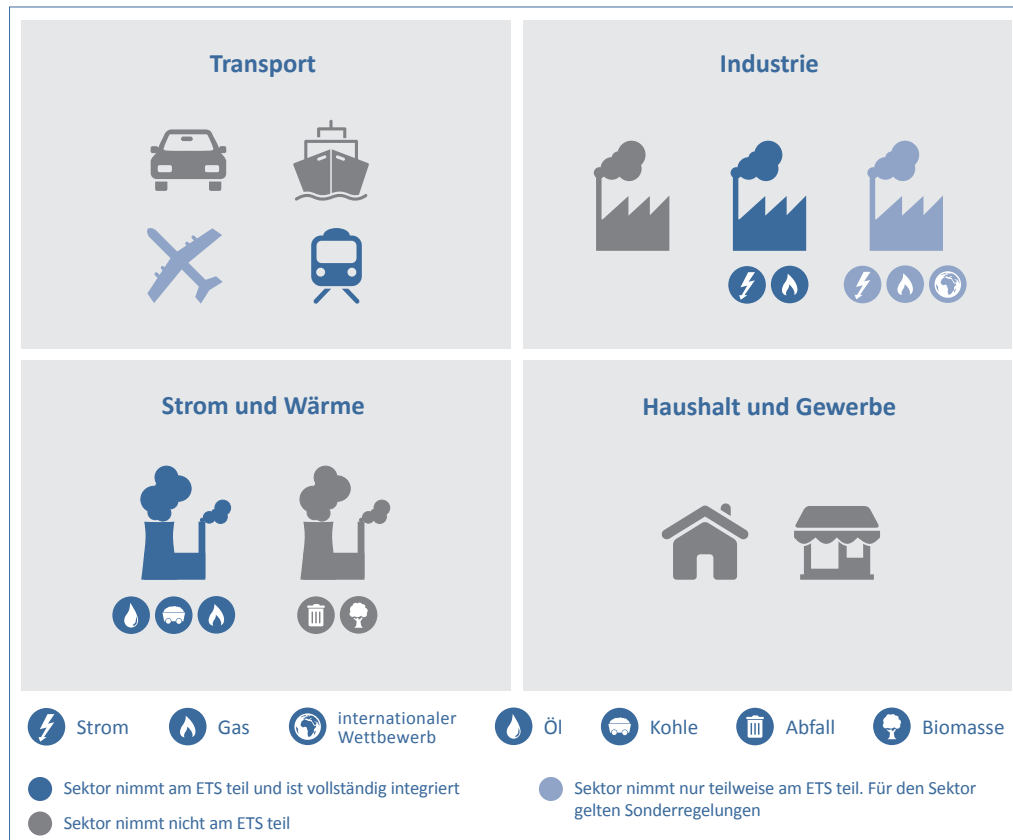 Transport
Industrie
Strom und Wärme
Haushalt und Gewerbe
Strom
Gas
internationaler
Wettbewerb
Öl
Kohle
Abfall
Biomasse
Sektor nimmt am ETS teil und ist vollständig integriert
Sektor nimmt nicht am ETS teil
Sektor nimmt nur teilweise am ETS teil. Für den Sektor
gelten Sonderregelungen